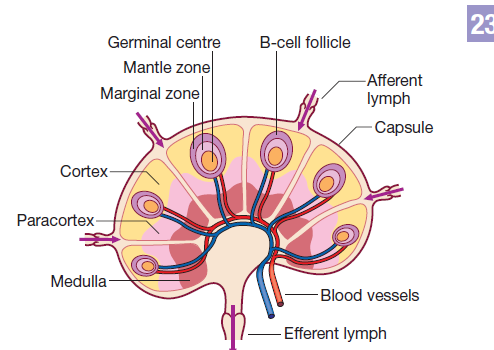 23
Germinal centre
B-cell follicle
Mantle zone
Marginal zone
Afferent
lymph
Capsule
Cortex
Paracortex
Medulla
Blood vessels
Efferent lymph